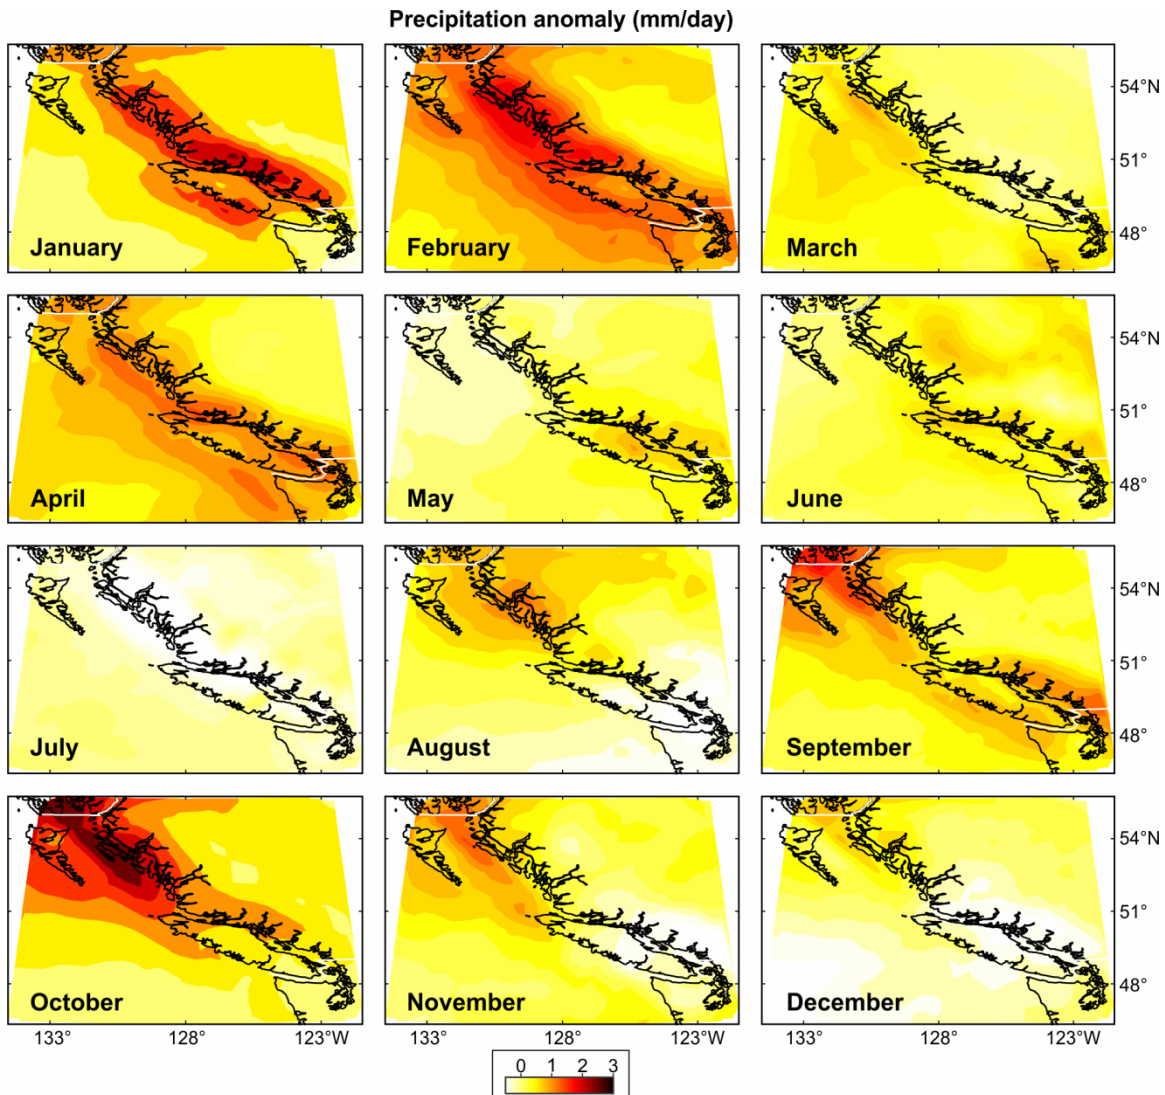 Precipitation anomaly (mm/day)
January
February
March
54°N
51°
48°
April
May
June
54°N
51°
48°
July
August
September
54°N
51°
48°
October
November
December
54°N
51°
48°
133° 128° 123°W 133° 128° 123°W 133° 128° 123°W
0 1 2 3